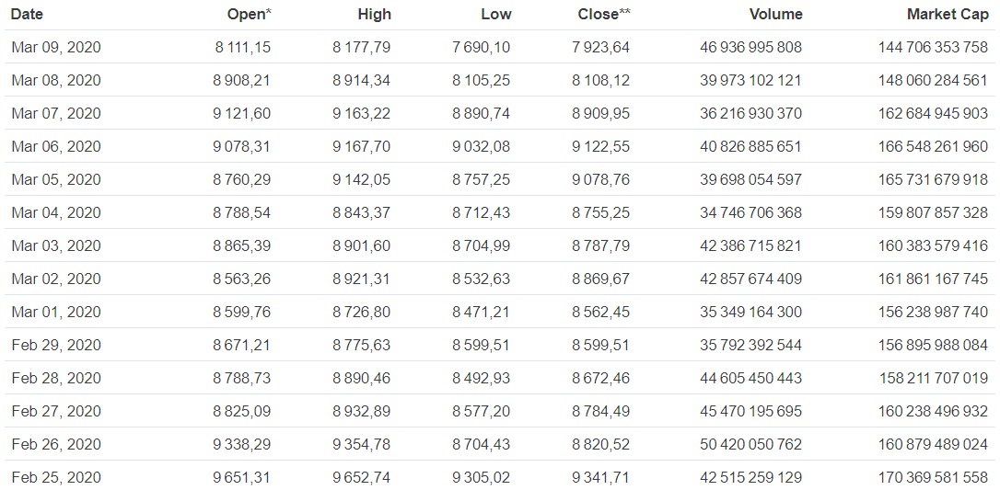 Date Open* High Low Close** Volume Market Cap
Mar 09, 2020 8 111,15 8 177,79 7 690,10 7 923,64 46 936 995 808 144 706 353 758
Mar 08, 2020 8 908,21 8 914,34 8 105,25 8 108,12 39 973 102 121 148 060 284 561
Mar 07, 2020 9 121,60 9 163,22 8 890,74 8 909,95 36 216 930 370 162 684 945 903
Mar 06, 2020 9 078,31 9 167,70 9 032,08 9 122,55 40 826 885 651 166 548 261 960
Mar 05, 2020 8 760,29 9 142,05 8 757,25 9 078,76 39 698 054 597 165 731 679 918
Mar 04, 2020 8 788,54 8 843,37 8 712,43 8 755,25 34 746 706 368 159 807 857 328
Mar 03, 2020 8 865,39 8 901,60 8 704,99 8 787,79 42 386 715 821 160 383 579 416
Mar 02, 2020 8 563,26 8 921,31 8 532,63 8 869,67 42 857 674 409 161 861 167 745
Mar 01, 2020 8 599,76 8 726,80 8 471,21 8 562,45 35 349 164 300 156 238 987 740
Feb 29, 2020 8 671,21 8 775,63 8 599,51 8 599,51 35 792 392 544 156 895 988 084
Feb 28, 2020 8 788,73 8 890,46 8 492,93 8 672,46 44 605 450 443 158 211 707 019
Feb 27, 2020 8 825,09 8 932,89 8 577,20 8 784,49 45 470 195 695 160 238 496 932
Feb 26, 2020 9 338,29 9 354,78 8 704,43 8 820,52 50 420 050 762 160 879 489 024
Feb 25, 2020 9 651,31 9 652,74 9 305,02 9 341,71 42 515 259 129 170 369 581 558